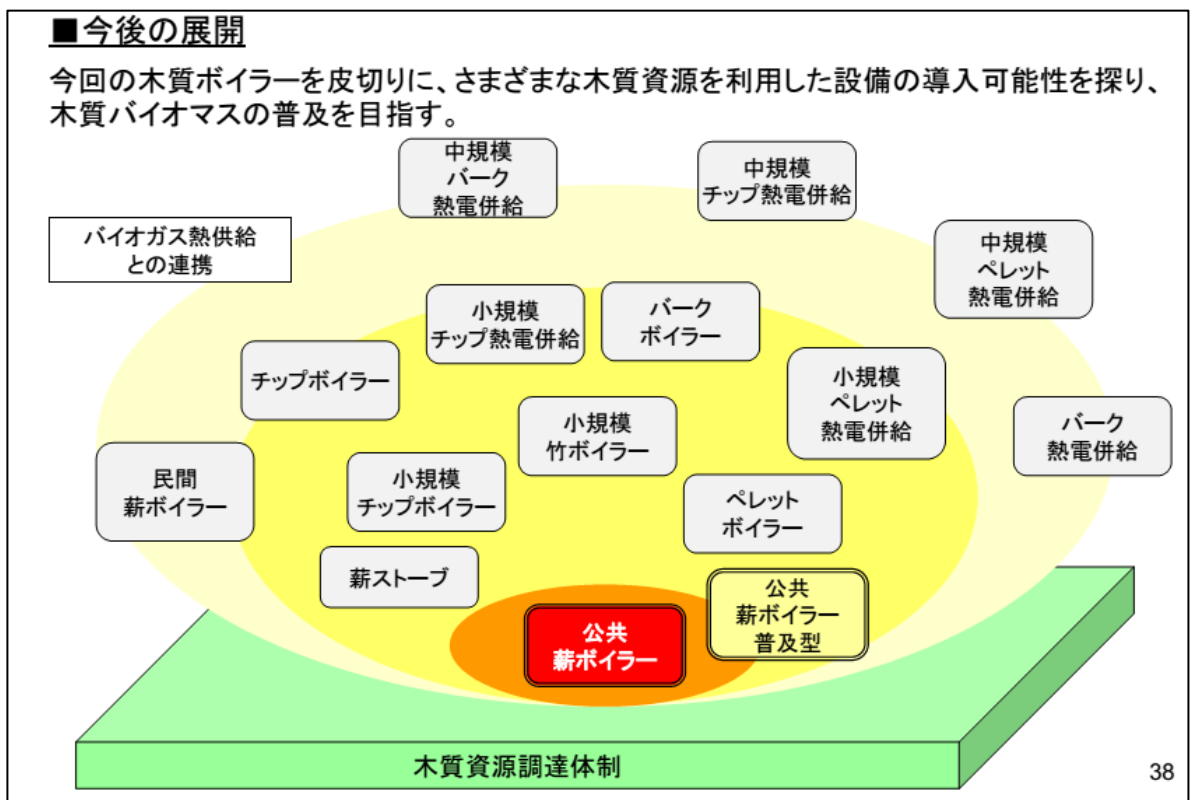 ■今後の展開
今回の木質ボイラーを皮切りに、さまざまな木質資源を利用した設備の導入可能性を探り、
木質バイオマスの普及を目指す。
中規模
バーク
熱電併給
中規模
チップ熱電併給
バイオガス熱供給
との連携
中規模
ペレット
熱電併給
小規模
チップ熱電併給
バーク
ボイラー
チップボイラー
小規模
ペレット
熱電併給
小規模
竹ボイラー
バーク
熱電併給
民間
薪ボイラー
小規模
チップボイラー
ペレット
ボイラー
薪ストーブ
公共
薪ボイラー
普及型
公共
薪ボイラー
木質資源調達体制
38